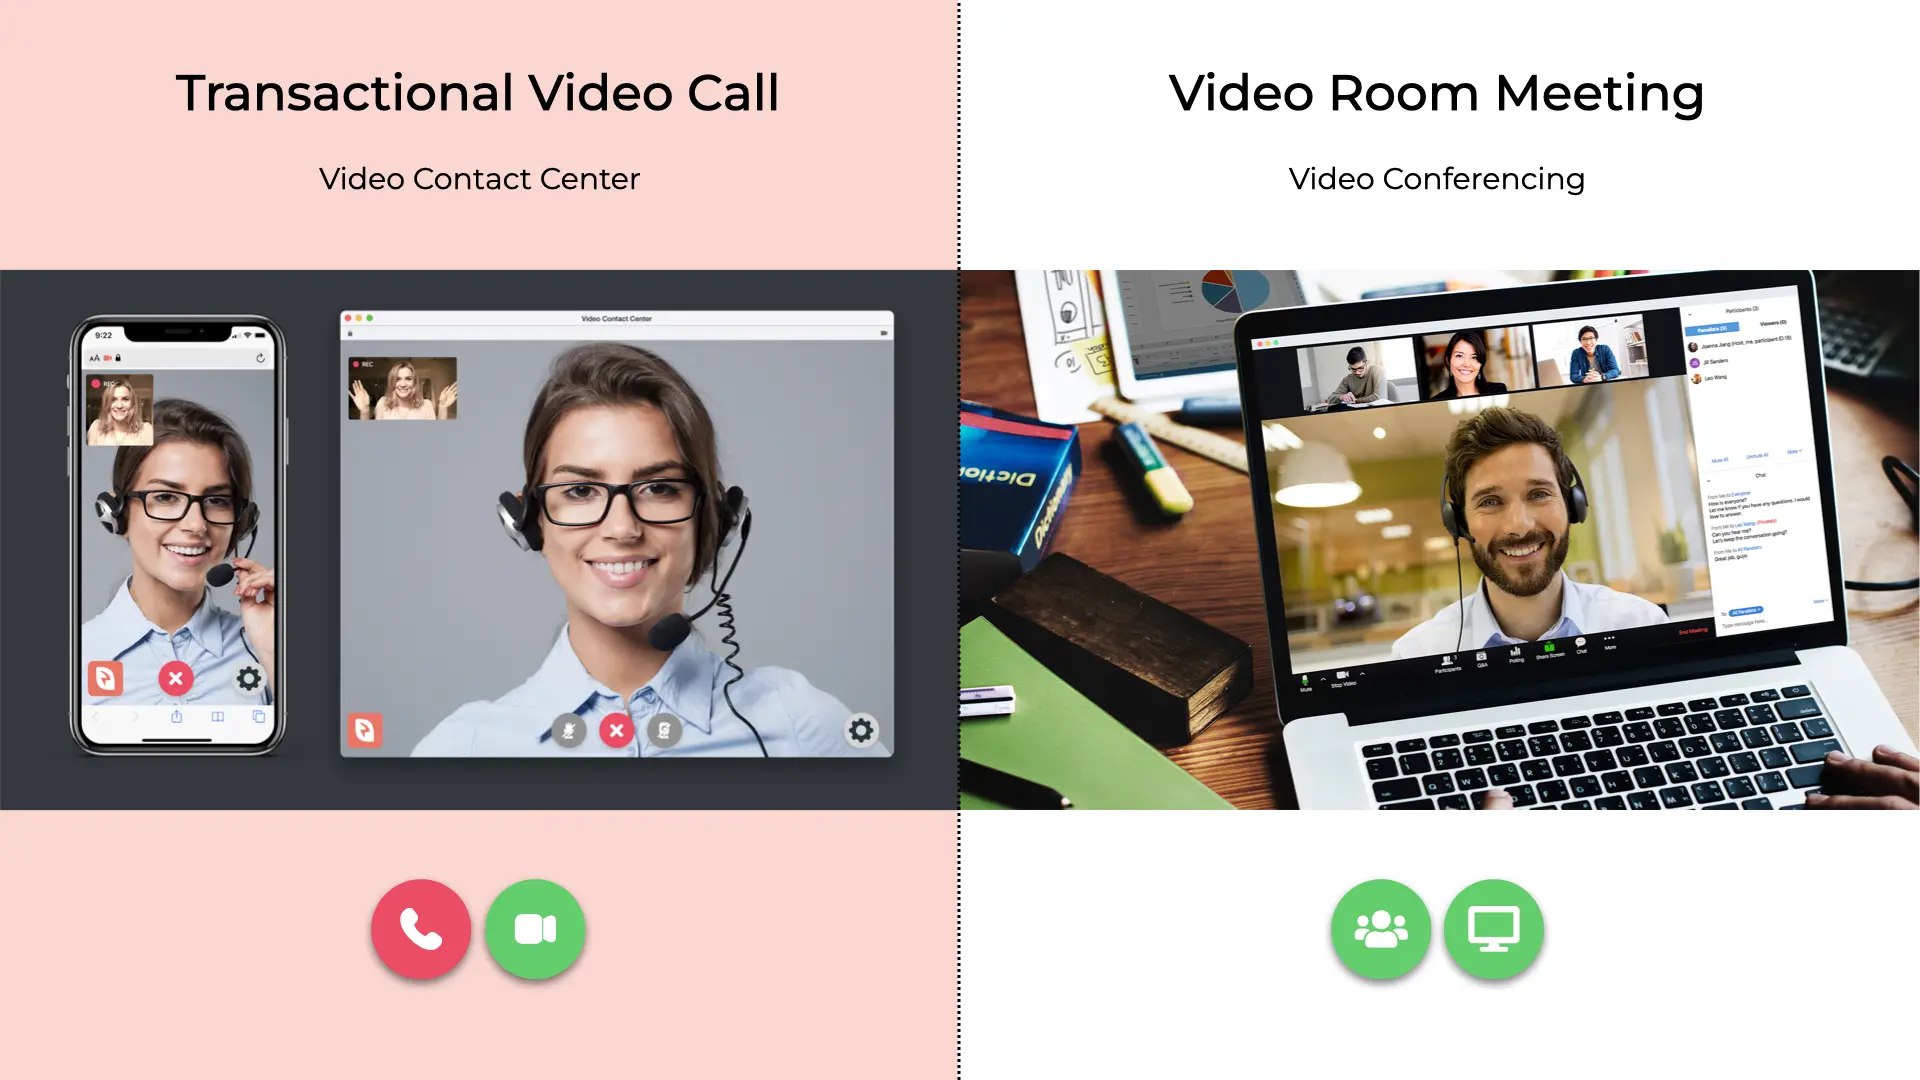 Transactional Video Call
Video Contact Center
Video Room Meeting
Video Conferencing
9:22
AA
REC
Video Contact Center
REC
Dictionary
Participants (3)
Panelists (3)
Viewers (0)
Joanna Jang (Host, me, participant ID:18)
Jill Sanders
Leo Wang
Mute All
Unmute All
More
Chat
From Me to Everyone
How is everyone?
Let me know if you have any questions. I would
love to answer.
From Me to Leo Wang (Privately)
Can you hear me?
Let's keep the conversation going?
From Me to All Panelists
Great job, guys
To: All Panelists
More
Type message here...
Mute
Stop Video
Participants
Q&A
Polling
Share Screen
Chat
More
End Meeting